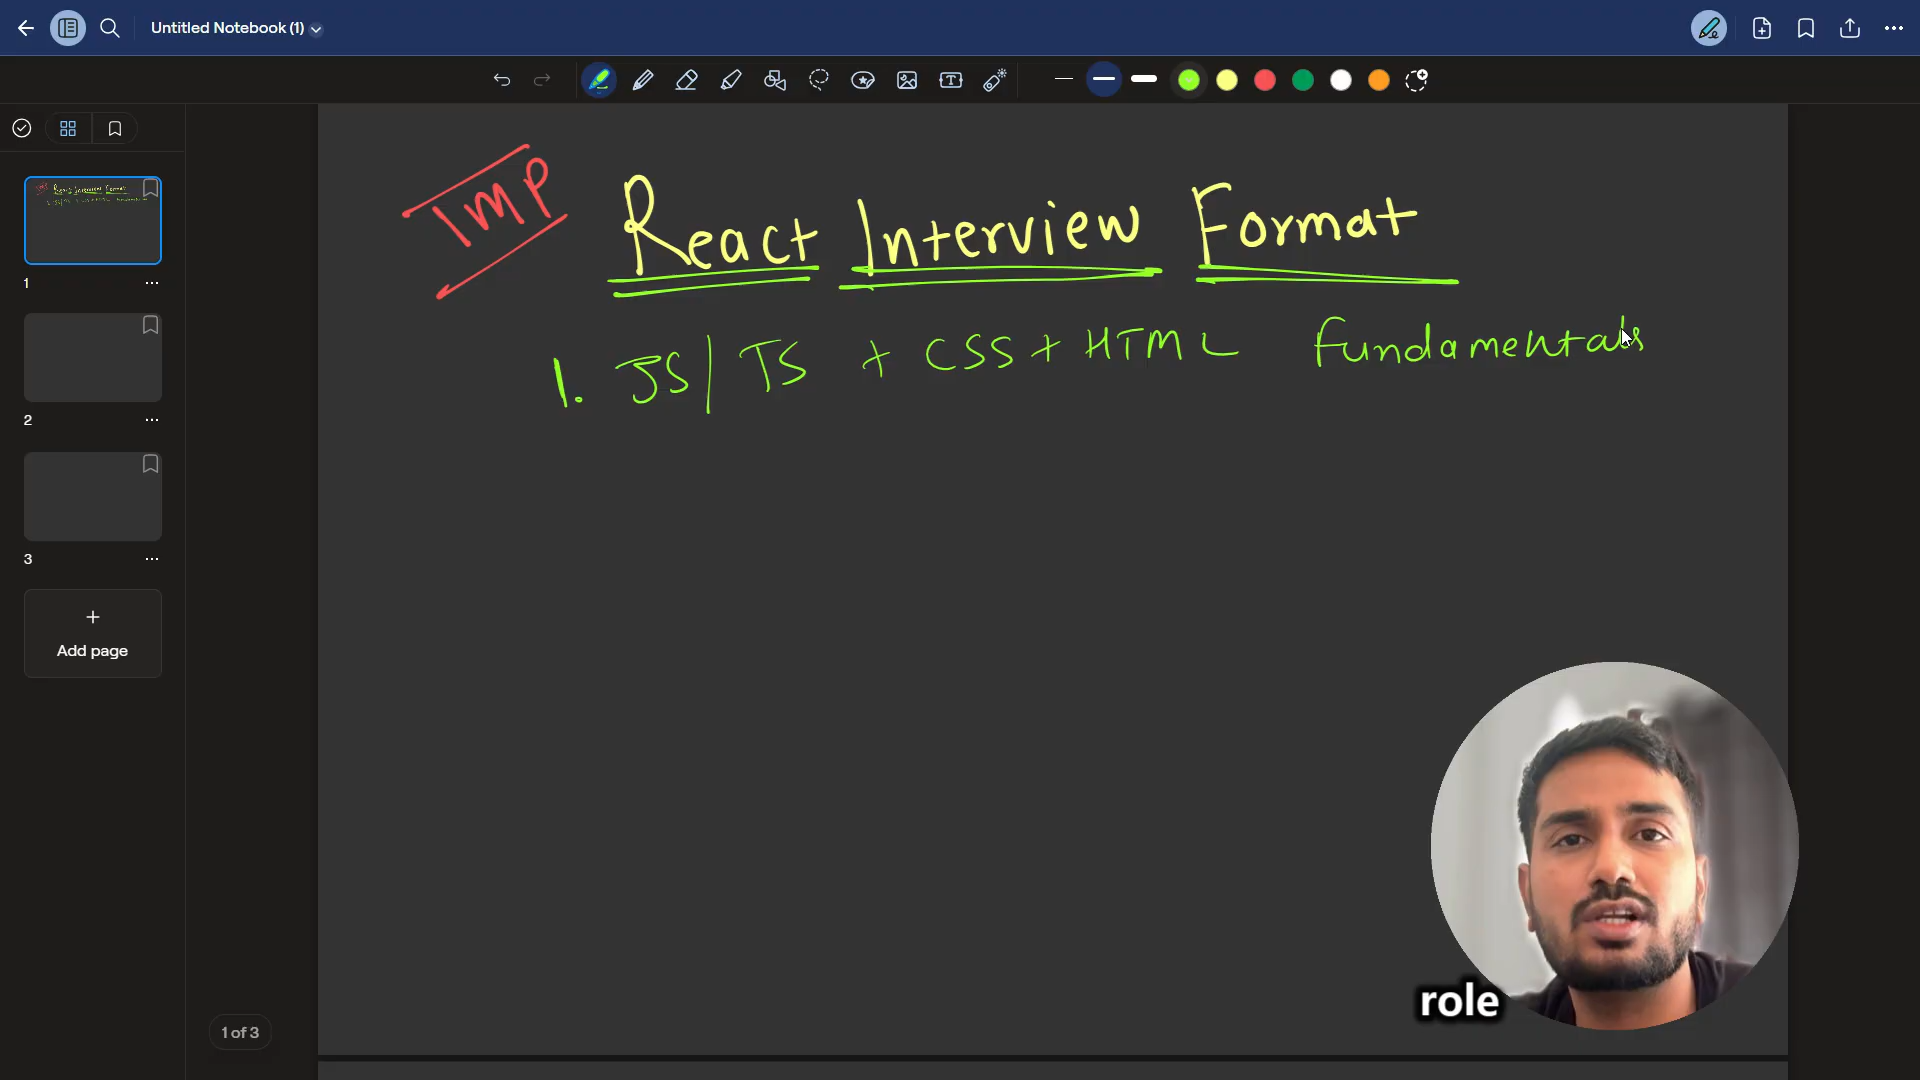 Untitled Notebook (1)
IMP
React Interview Format
1. JS | TS + CSS + HTML fundamentals
1
2
3
Add page
1 of 3
role